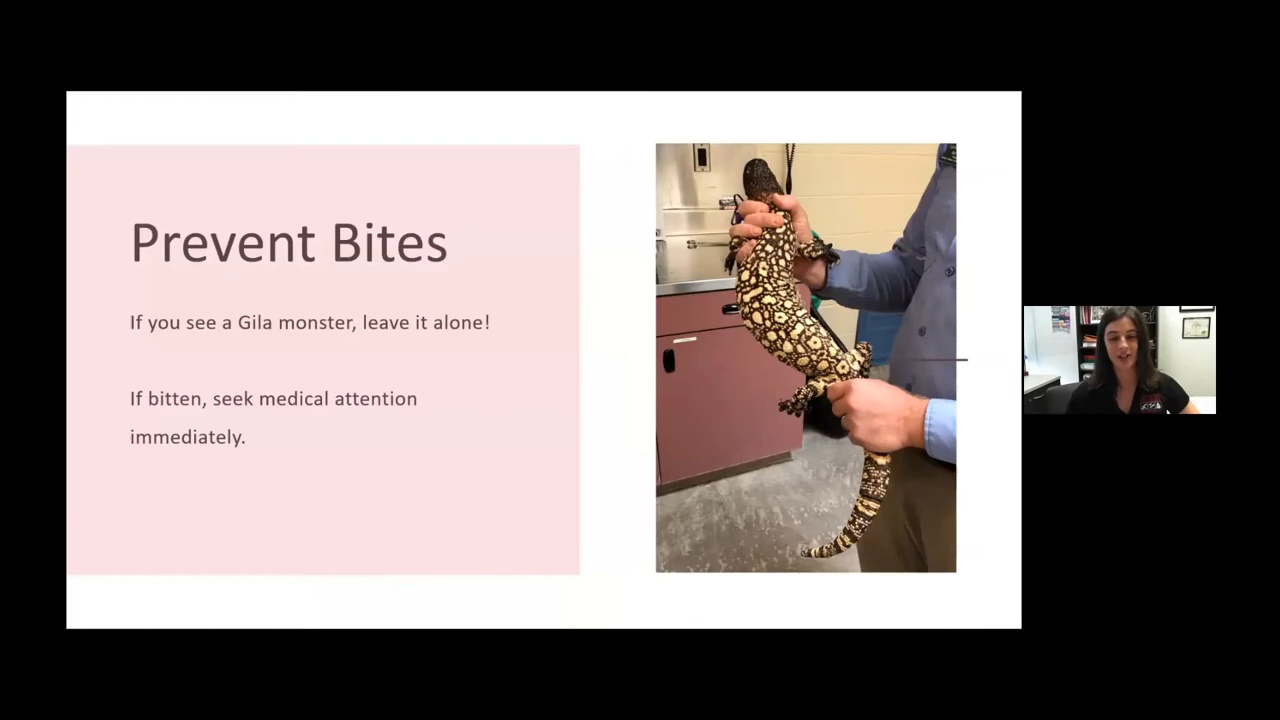 Prevent Bites
If you see a Gila monster, leave it alone!
If bitten, seek medical attention
immediately.